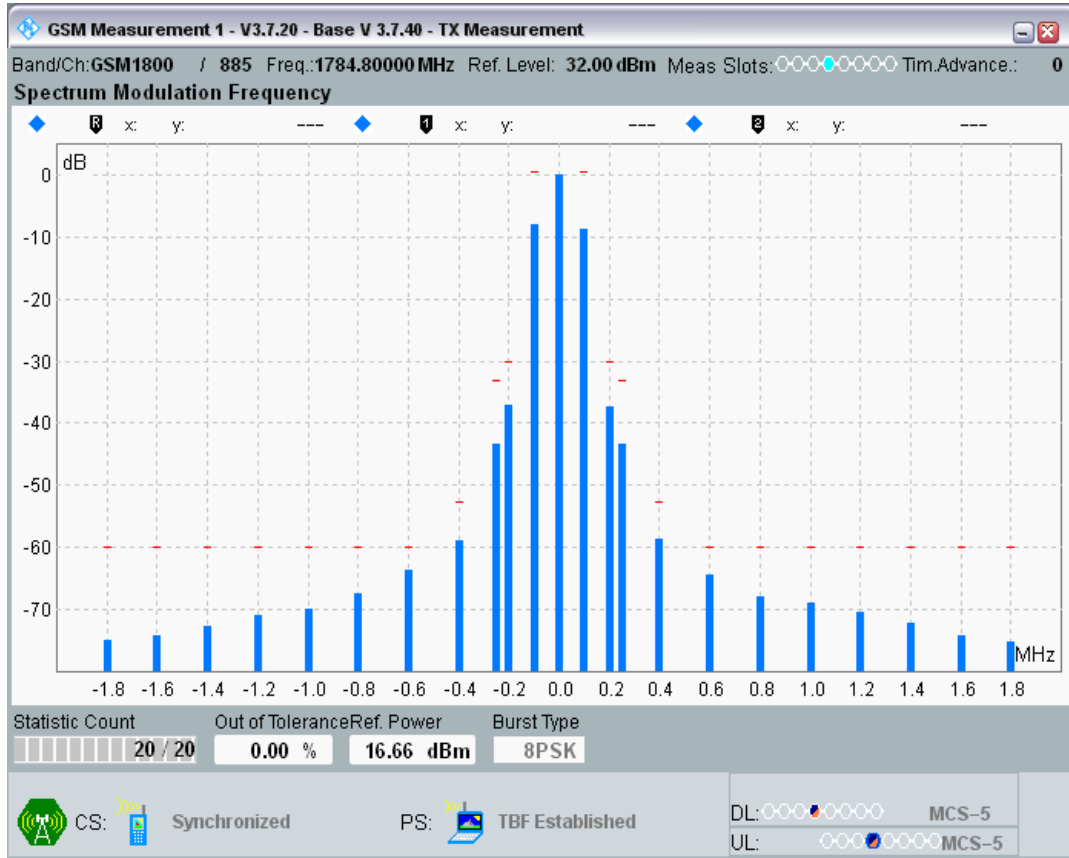 GSM Measurement 1 - V3.7.20 - Base V 3.7.40 - TX Measurement
Band/Ch:GSM1800 / 885 Freq.:1784.80000 MHz Ref. Level: 32.00 dBm Meas Slots: Tim.Advance.: 0
Spectrum Modulation Frequency
R x: y: --- 1 x: y: --- 2 x: y: ---
dB
0
-10
-20
-30
-40
-50
-60
-70
MHz
-1.8 -1.6 -1.4 -1.2 -1.0 -0.8 -0.6 -0.4 -0.2 0.0 0.2 0.4 0.6 0.8 1.0 1.2 1.4 1.6 1.8
Statistic Count Out of Tolerance Ref. Power Burst Type
20 / 20 0.00 % 16.66 dBm 8PSK
CS: Synchronized PS: TBF Established
DL: MCS-5
UL: MCS-5